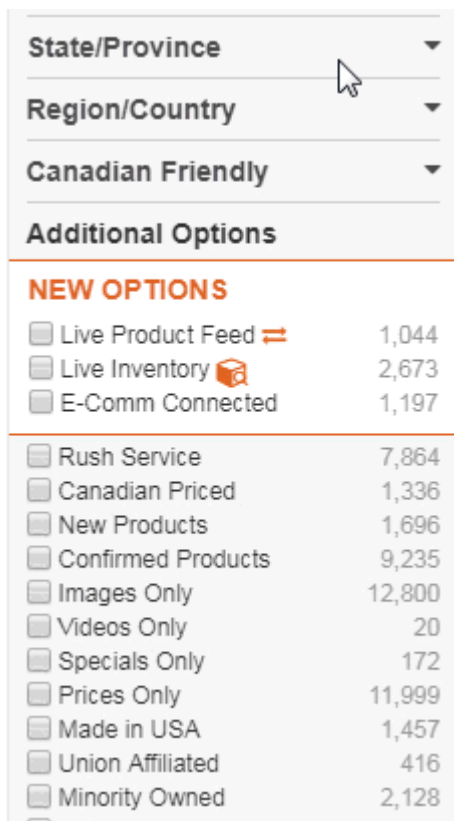 State/Province
Region/Country
Canadian Friendly
Additional Options
NEW OPTIONS
Live Product Feed 1,044
Live Inventory 2,673
E-Comm Connected 1,197
Rush Service 7,864
Canadian Priced 1,336
New Products 1,696
Confirmed Products 9,235
Images Only 12,800
Videos Only 20
Specials Only 172
Prices Only 11,999
Made in USA 1,457
Union Affiliated 416
Minority Owned 2,128